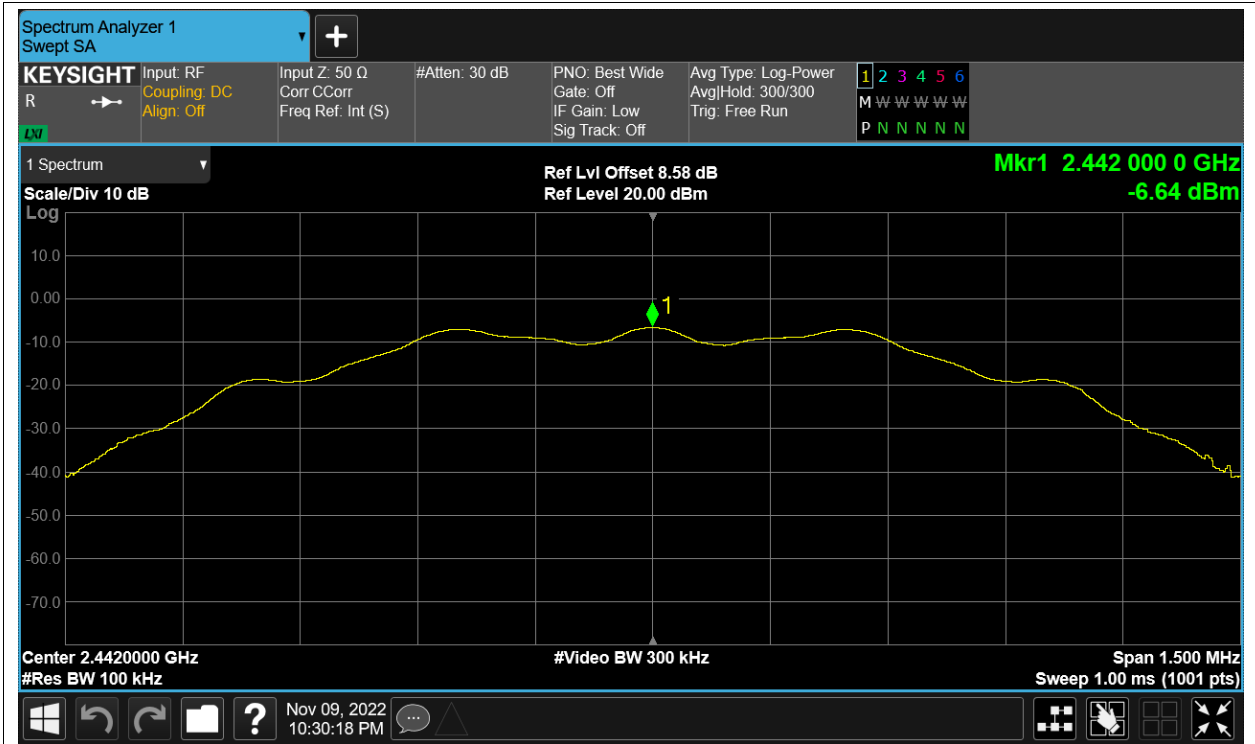 Spectrum Analyzer 1
Swept SA
+
KEYSIGHT
R
LXI
Input: RF
Coupling: DC
Align: Off
Input Z: 50 Ω
Corr CCorr
Freq Ref: Int (S)
#Atten: 30 dB
PNO: Best Wide
Gate: Off
IF Gain: Low
Sig Track: Off
Avg Type: Log-Power
Avg|Hold: 300/300
Trig: Free Run
1 2 3 4 5 6
M W W W W W
P N N N N N
1 Spectrum
Scale/Div 10 dB
Log
Ref Lvl Offset 8.58 dB
Ref Level 20.00 dBm
Mkr1 2.442 000 0 GHz
-6.64 dBm
10.0
0.00
-10.0
-20.0
-30.0
-40.0
-50.0
-60.0
-70.0
1
Center 2.4420000 GHz
#Res BW 100 kHz
#Video BW 300 kHz
Span 1.500 MHz
Sweep 1.00 ms (1001 pts)
?
Nov 09, 2022
10:30:18 PM